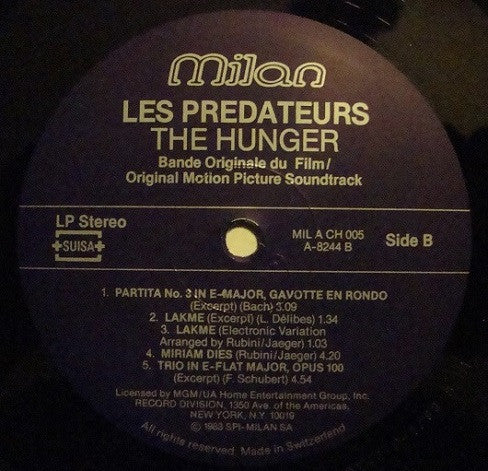 milan
LES PREDATEURS
THE HUNGER
Bande Originale du Film/
Original Motion Picture Soundtrack
LP Stereo
SUISA
MIL A CH 005
A-8244 B
Side B
1. PARTITA No. 3 IN E-MAJOR, GAVOTTE EN RONDO
(Excerpt) (Bach) 3.09
2. LAKME (Excerpt) (L. Délibes) 1.34
3. LAKME (Electronic Variation
Arranged by Rubini/Jaeger) 1.03
4. MIRIAM DIES (Rubini/Jaeger) 4.20
5. TRIO IN E-FLAT MAJOR, OPUS 100
(Excerpt) (F. Schubert) 4.54
Licensed by MGM/UA Home Entertainment Group, Inc.
RECORD DIVISION, 1350 Ave. of the Americas,
NEW YORK, N.Y. 10019
℗ 1983 SPI-MILAN SA
All rights reserved. Made in Switzerland